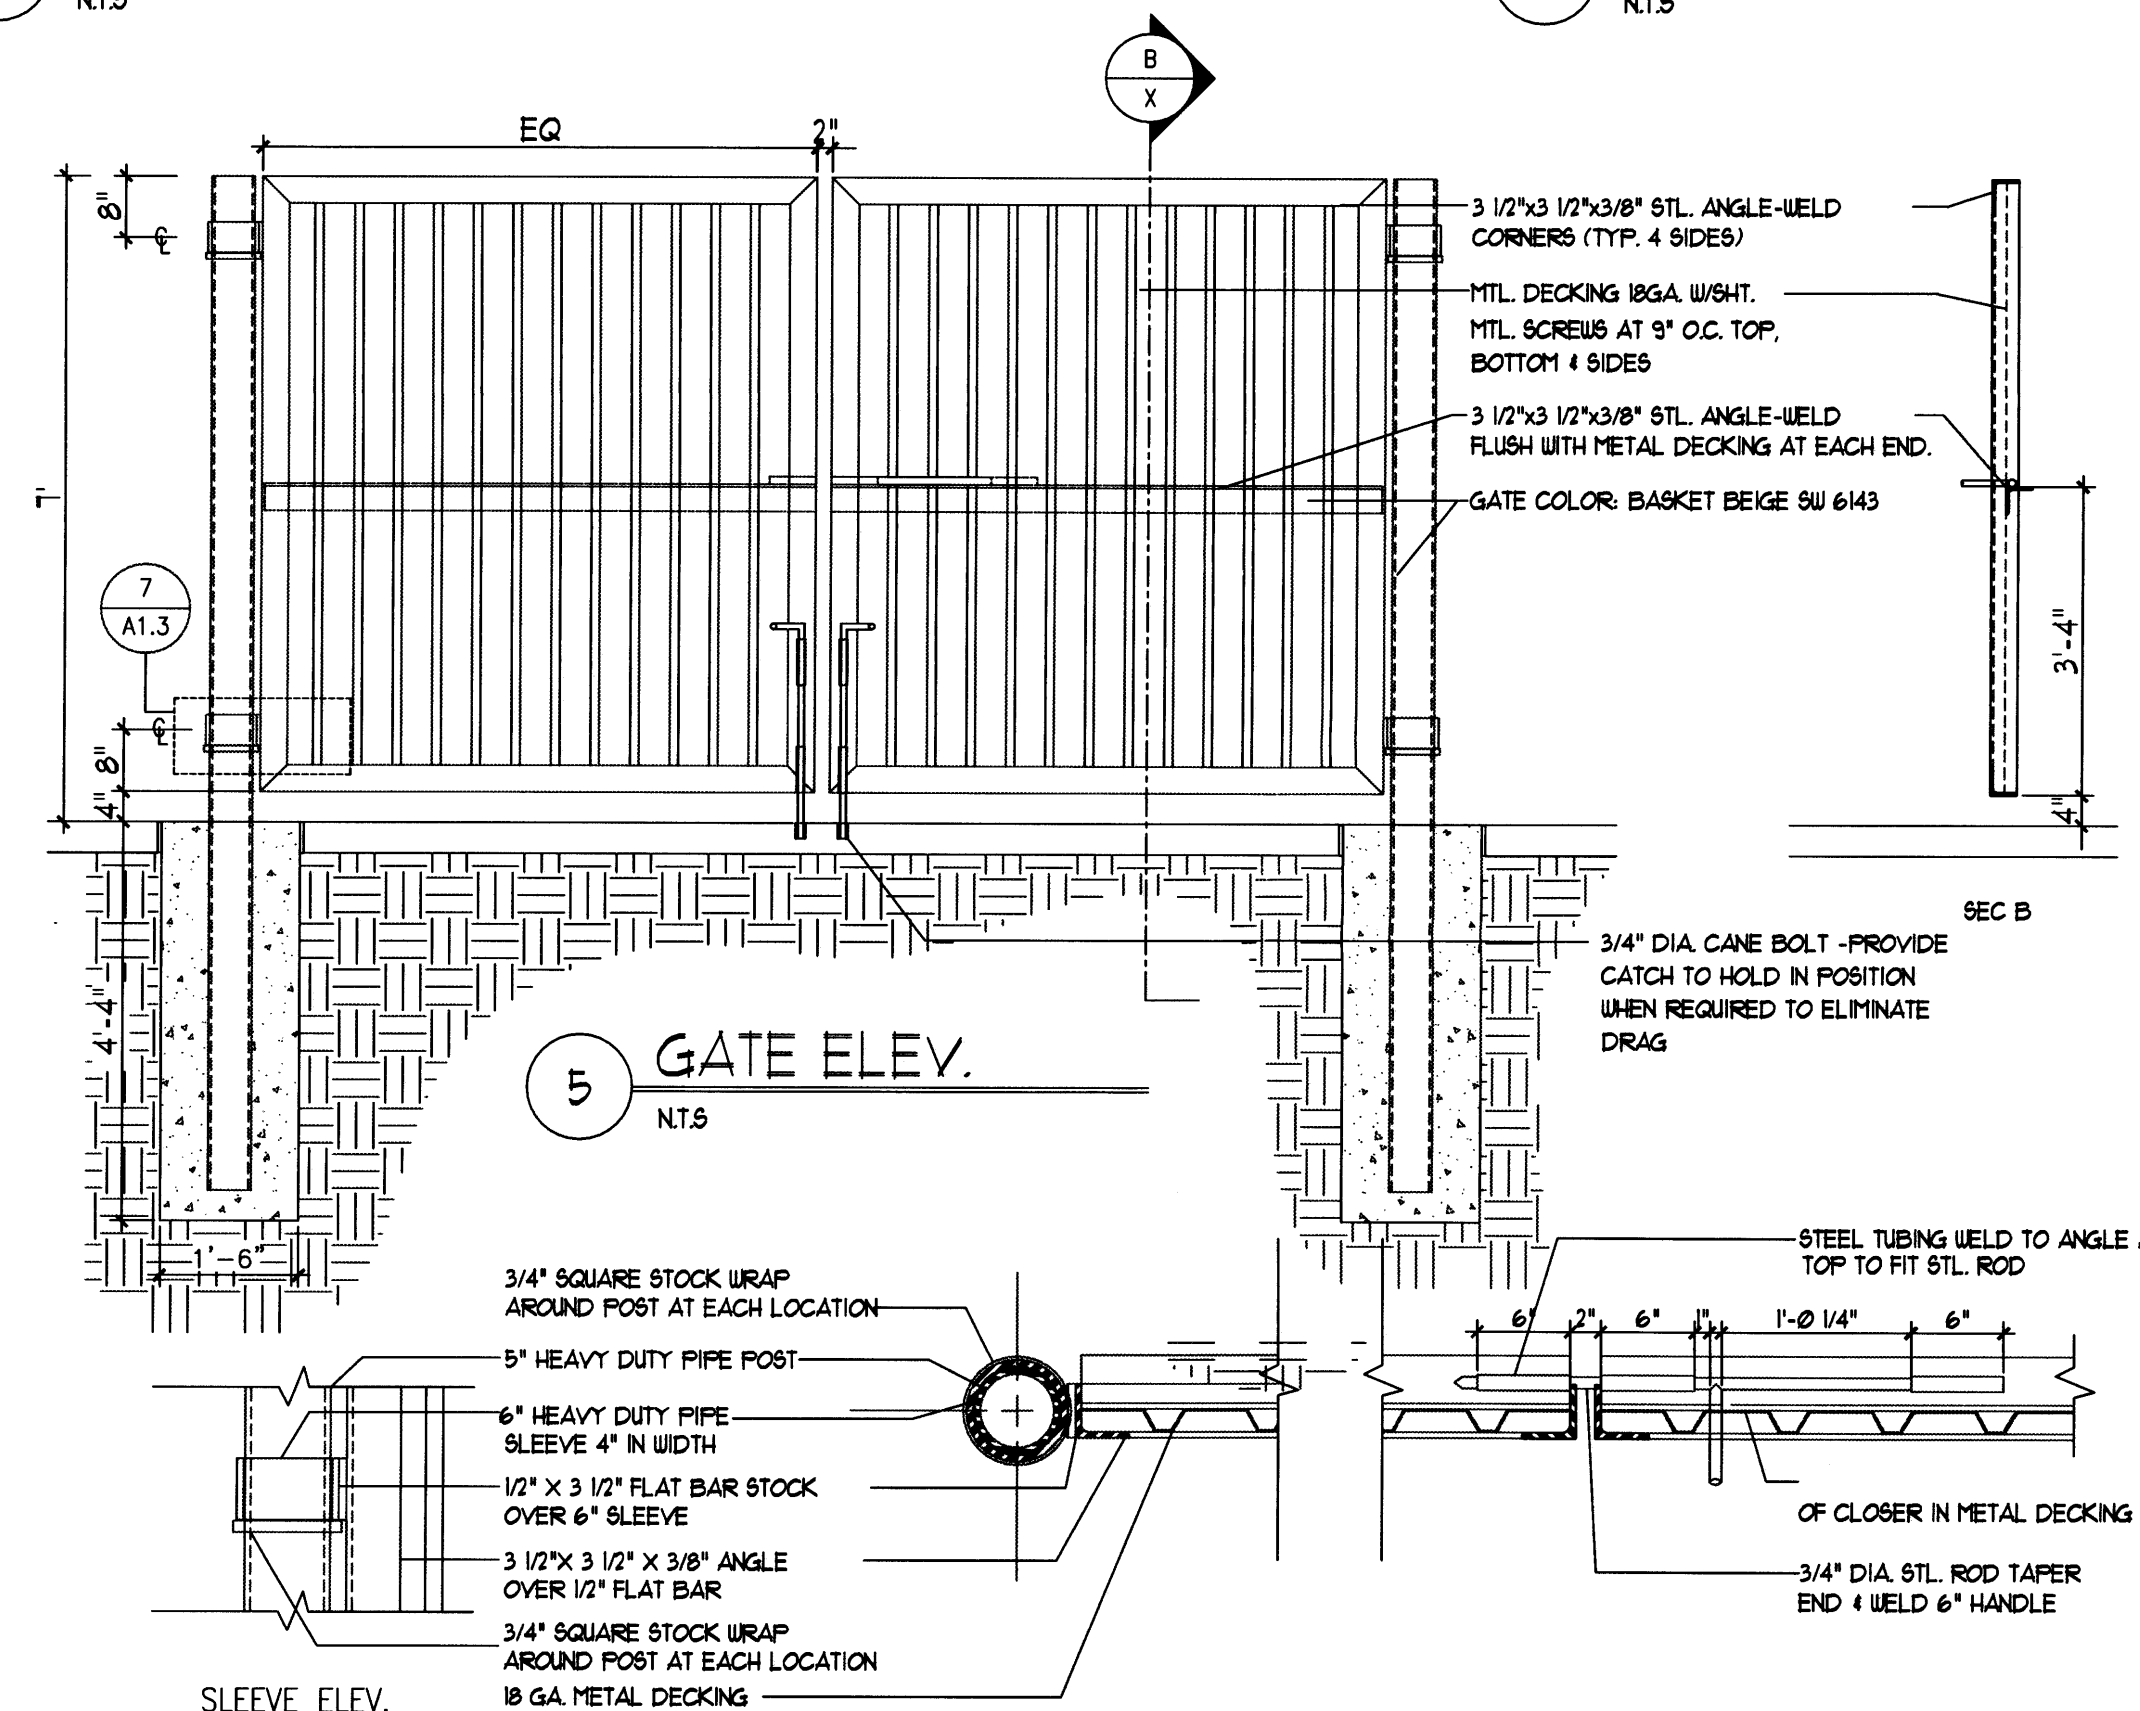 N.T.S
N.T.S
B
X
EQ
2"
8"
℄
3 1/2"x3 1/2"x3/8" STL. ANGLE-WELD
CORNERS (TYP. 4 SIDES)
MTL. DECKING 18GA. W/SHT.
MTL. SCREWS AT 9" O.C. TOP,
BOTTOM & SIDES
3 1/2"x3 1/2"x3/8" STL. ANGLE-WELD
FLUSH WITH METAL DECKING AT EACH END.
GATE COLOR: BASKET BEIGE SW 6143
7
A1.3
3'-4"
℄
8"
4"
4"
SEC B
3/4" DIA. CANE BOLT -PROVIDE
CATCH TO HOLD IN POSITION
WHEN REQUIRED TO ELIMINATE
DRAG
4'-4"
5
GATE ELEV.
N.T.S
1'-6"
STEEL TUBING WELD TO ANGLE
TOP TO FIT STL. ROD
6" 2" 6" 1" 1'-0 1/4" 6"
3/4" SQUARE STOCK WRAP
AROUND POST AT EACH LOCATION
5" HEAVY DUTY PIPE POST
6" HEAVY DUTY PIPE
SLEEVE 4" IN WIDTH
1/2" X 3 1/2" FLAT BAR STOCK
OVER 6" SLEEVE
3 1/2"X 3 1/2" X 3/8" ANGLE
OVER 1/2" FLAT BAR
3/4" SQUARE STOCK WRAP
AROUND POST AT EACH LOCATION
18 GA. METAL DECKING
OF CLOSER IN METAL DECKING
3/4" DIA. STL. ROD TAPER
END & WELD 6" HANDLE
SLEEVE ELEV.